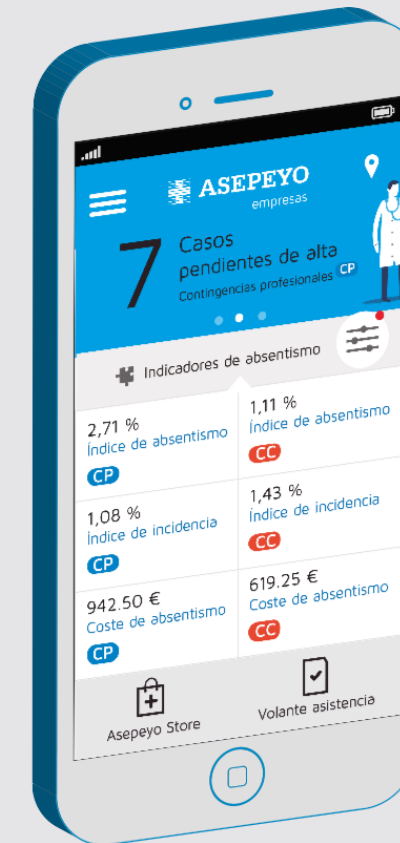 ASEPEYO
empresas
7
Casos
pendientes de alta
Contingencias profesionales CP
Indicadores de absentismo
2,71 %
Índice de absentismo
CP
1,11 %
Índice de absentismo
CC
1,08 %
Índice de incidencia
CP
1,43 %
Índice de incidencia
CC
942.50 €
Coste de absentismo
CP
619.25 €
Coste de absentismo
CC
Asepeyo Store
Volante asistencia